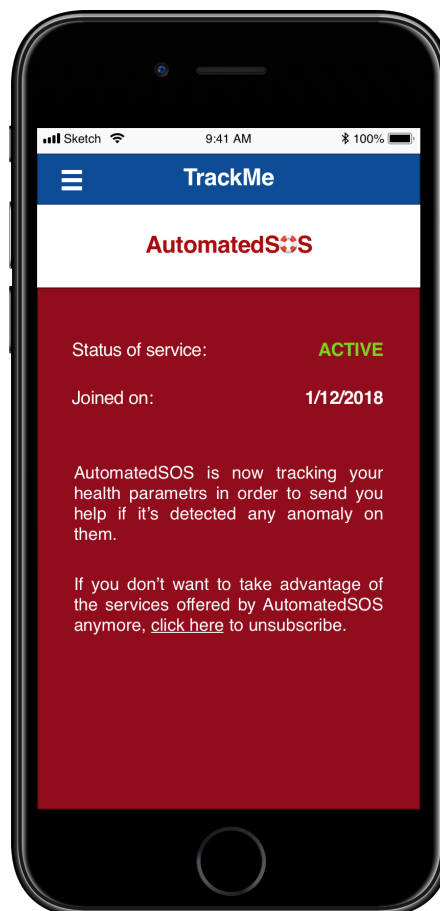 Sketch 9:41 AM 100%
TrackMe
AutomatedSOS
Status of service: ACTIVE
Joined on: 1/12/2018
AutomatedSOS is now tracking your
health parametrs in order to send you
help if it's detected any anomaly on
them.
If you don't want to take advantage of
the services offered by AutomatedSOS
anymore, click here to unsubscribe.